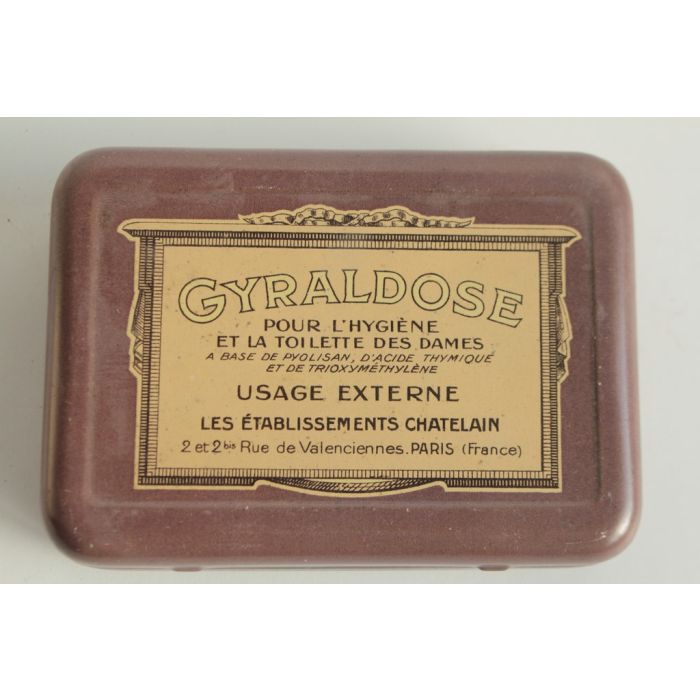 GYRALDOSE
POUR L'HYGIÈNE
ET LA TOILETTE DES DAMES
A BASE DE PYOLISAN, D'ACIDE THYMIQUE
ET DE TRIOXYMÉTHYLÈNE
USAGE EXTERNE
LES ÉTABLISSEMENTS CHATELAIN
2 et 2bis Rue de Valenciennes. PARIS (France)